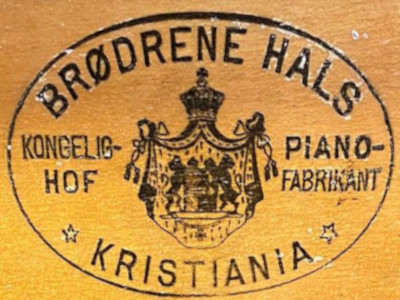 BRØDRENE HALS
KONGELIG- PIANO-
HOF FABRIKANT
KRISTIANIA